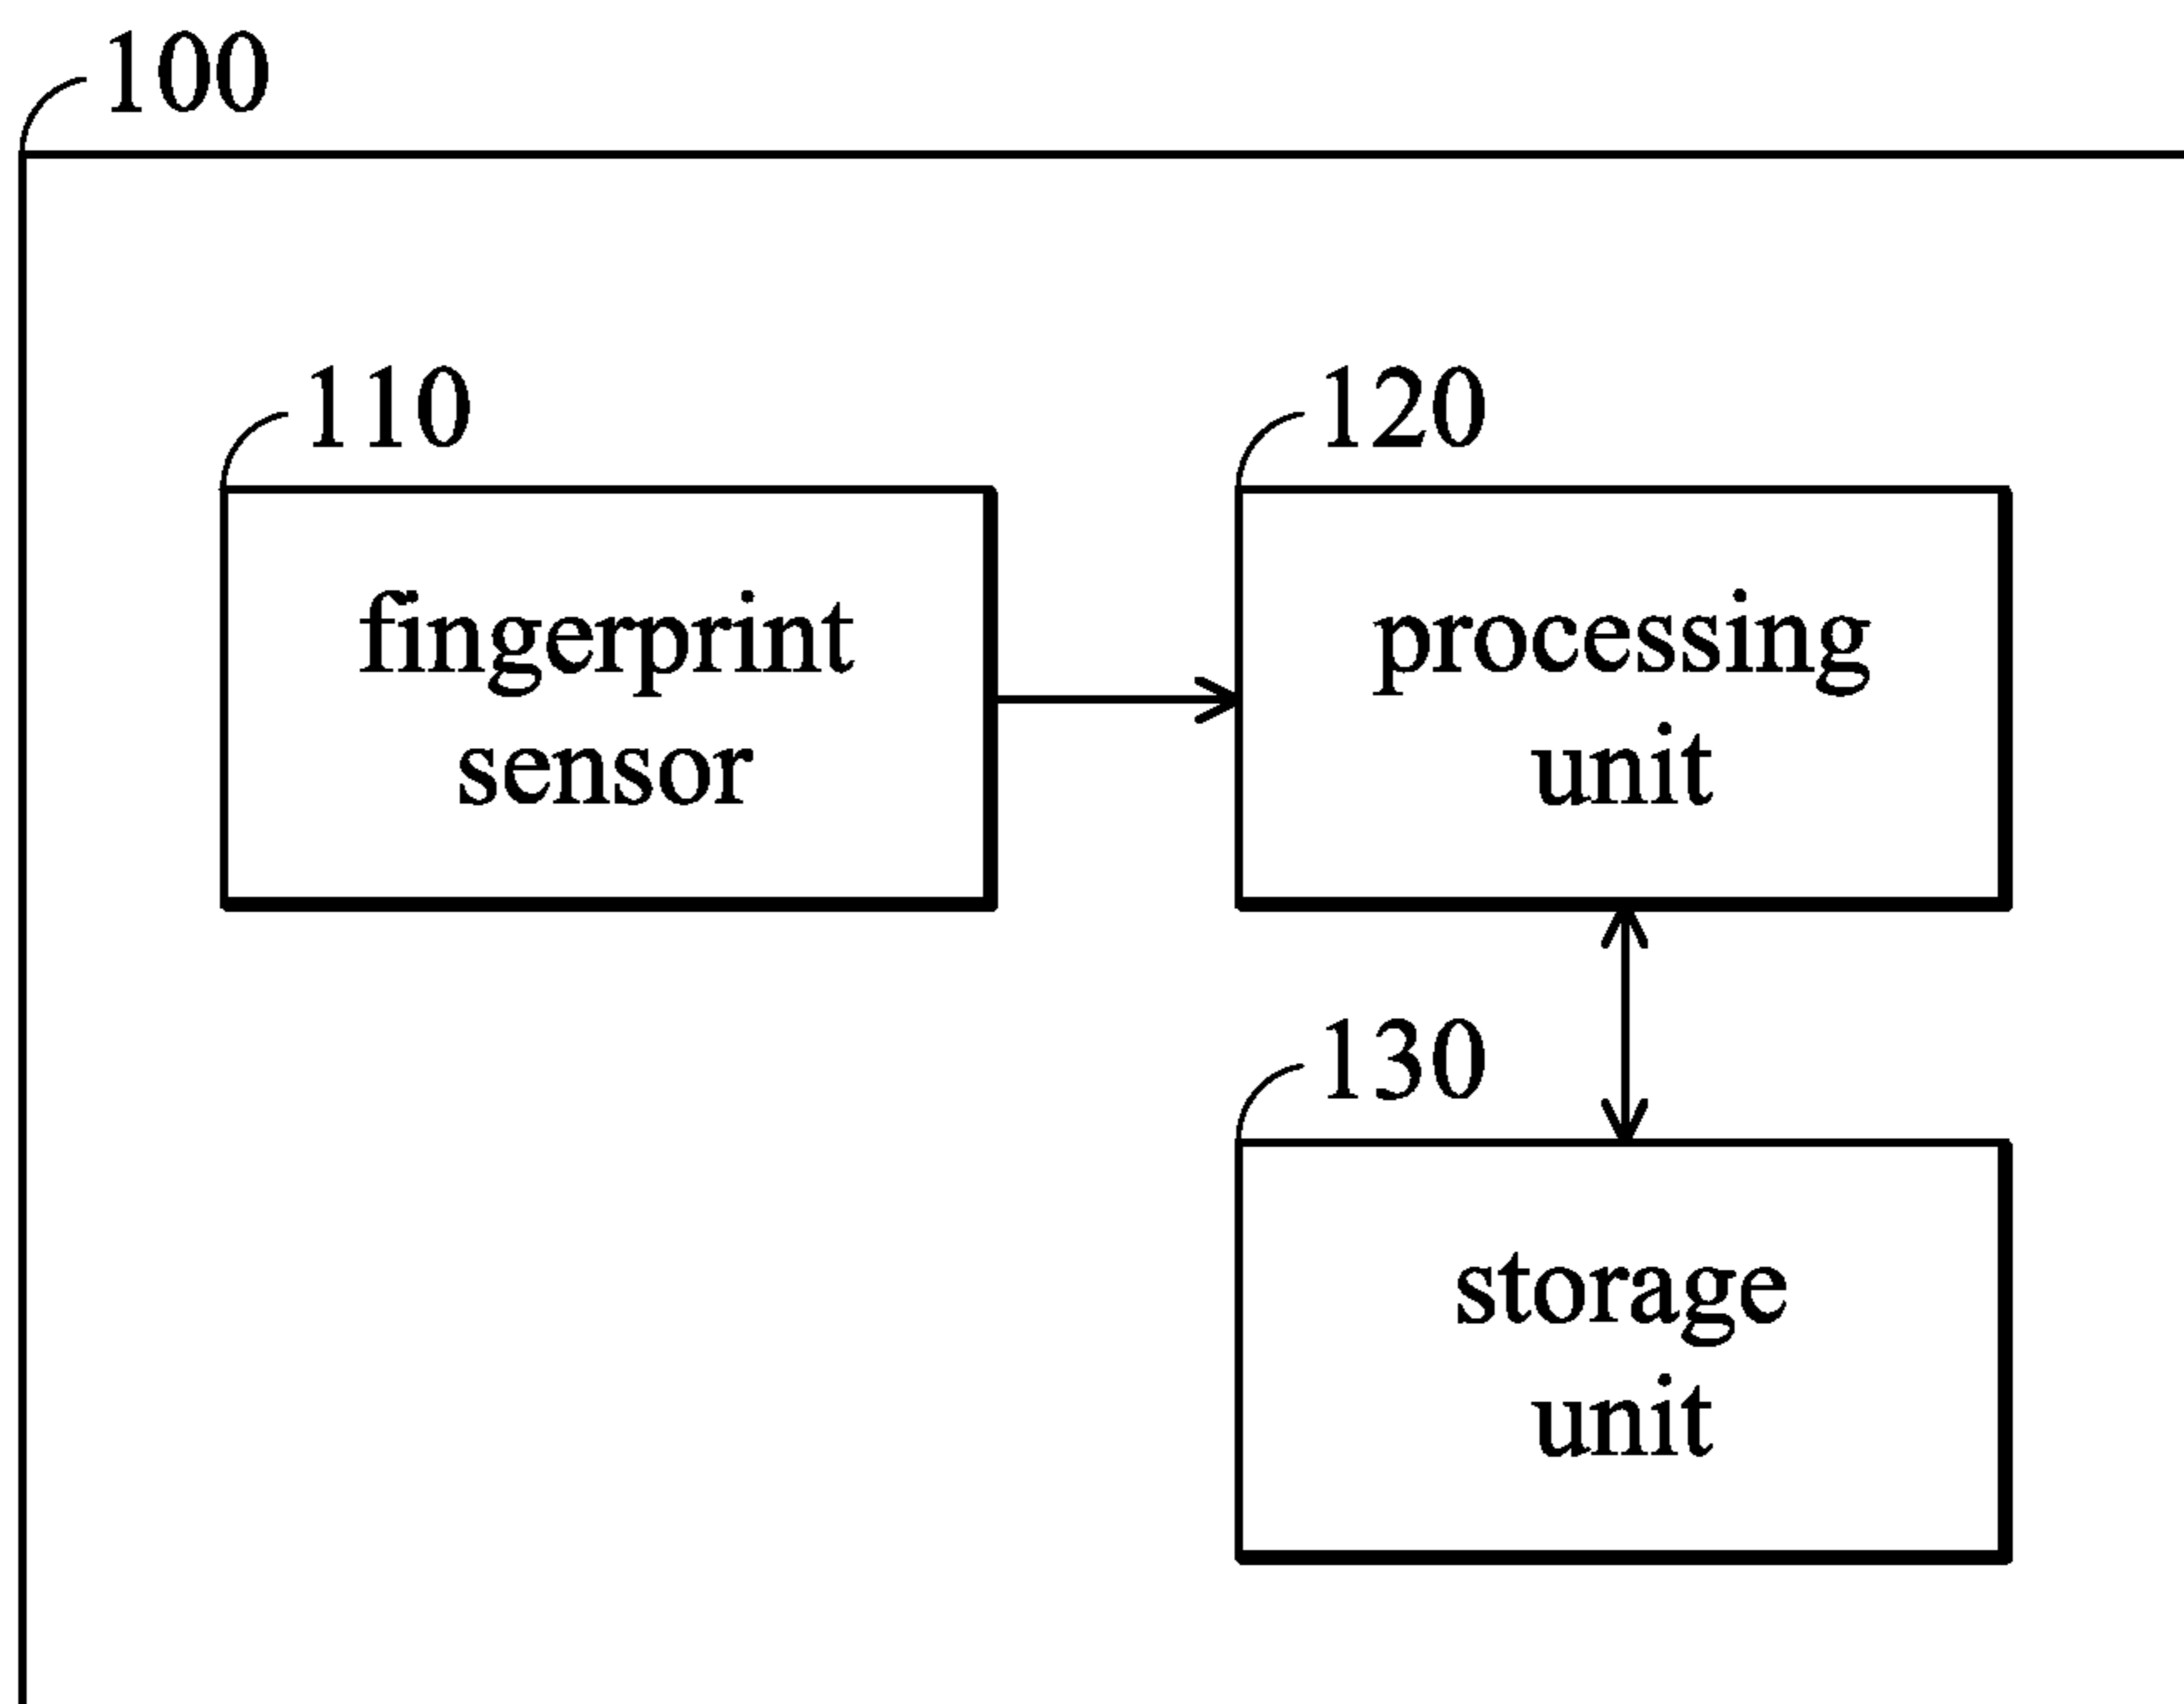 100
110
fingerprint
sensor
120
processing
unit
130
storage
unit